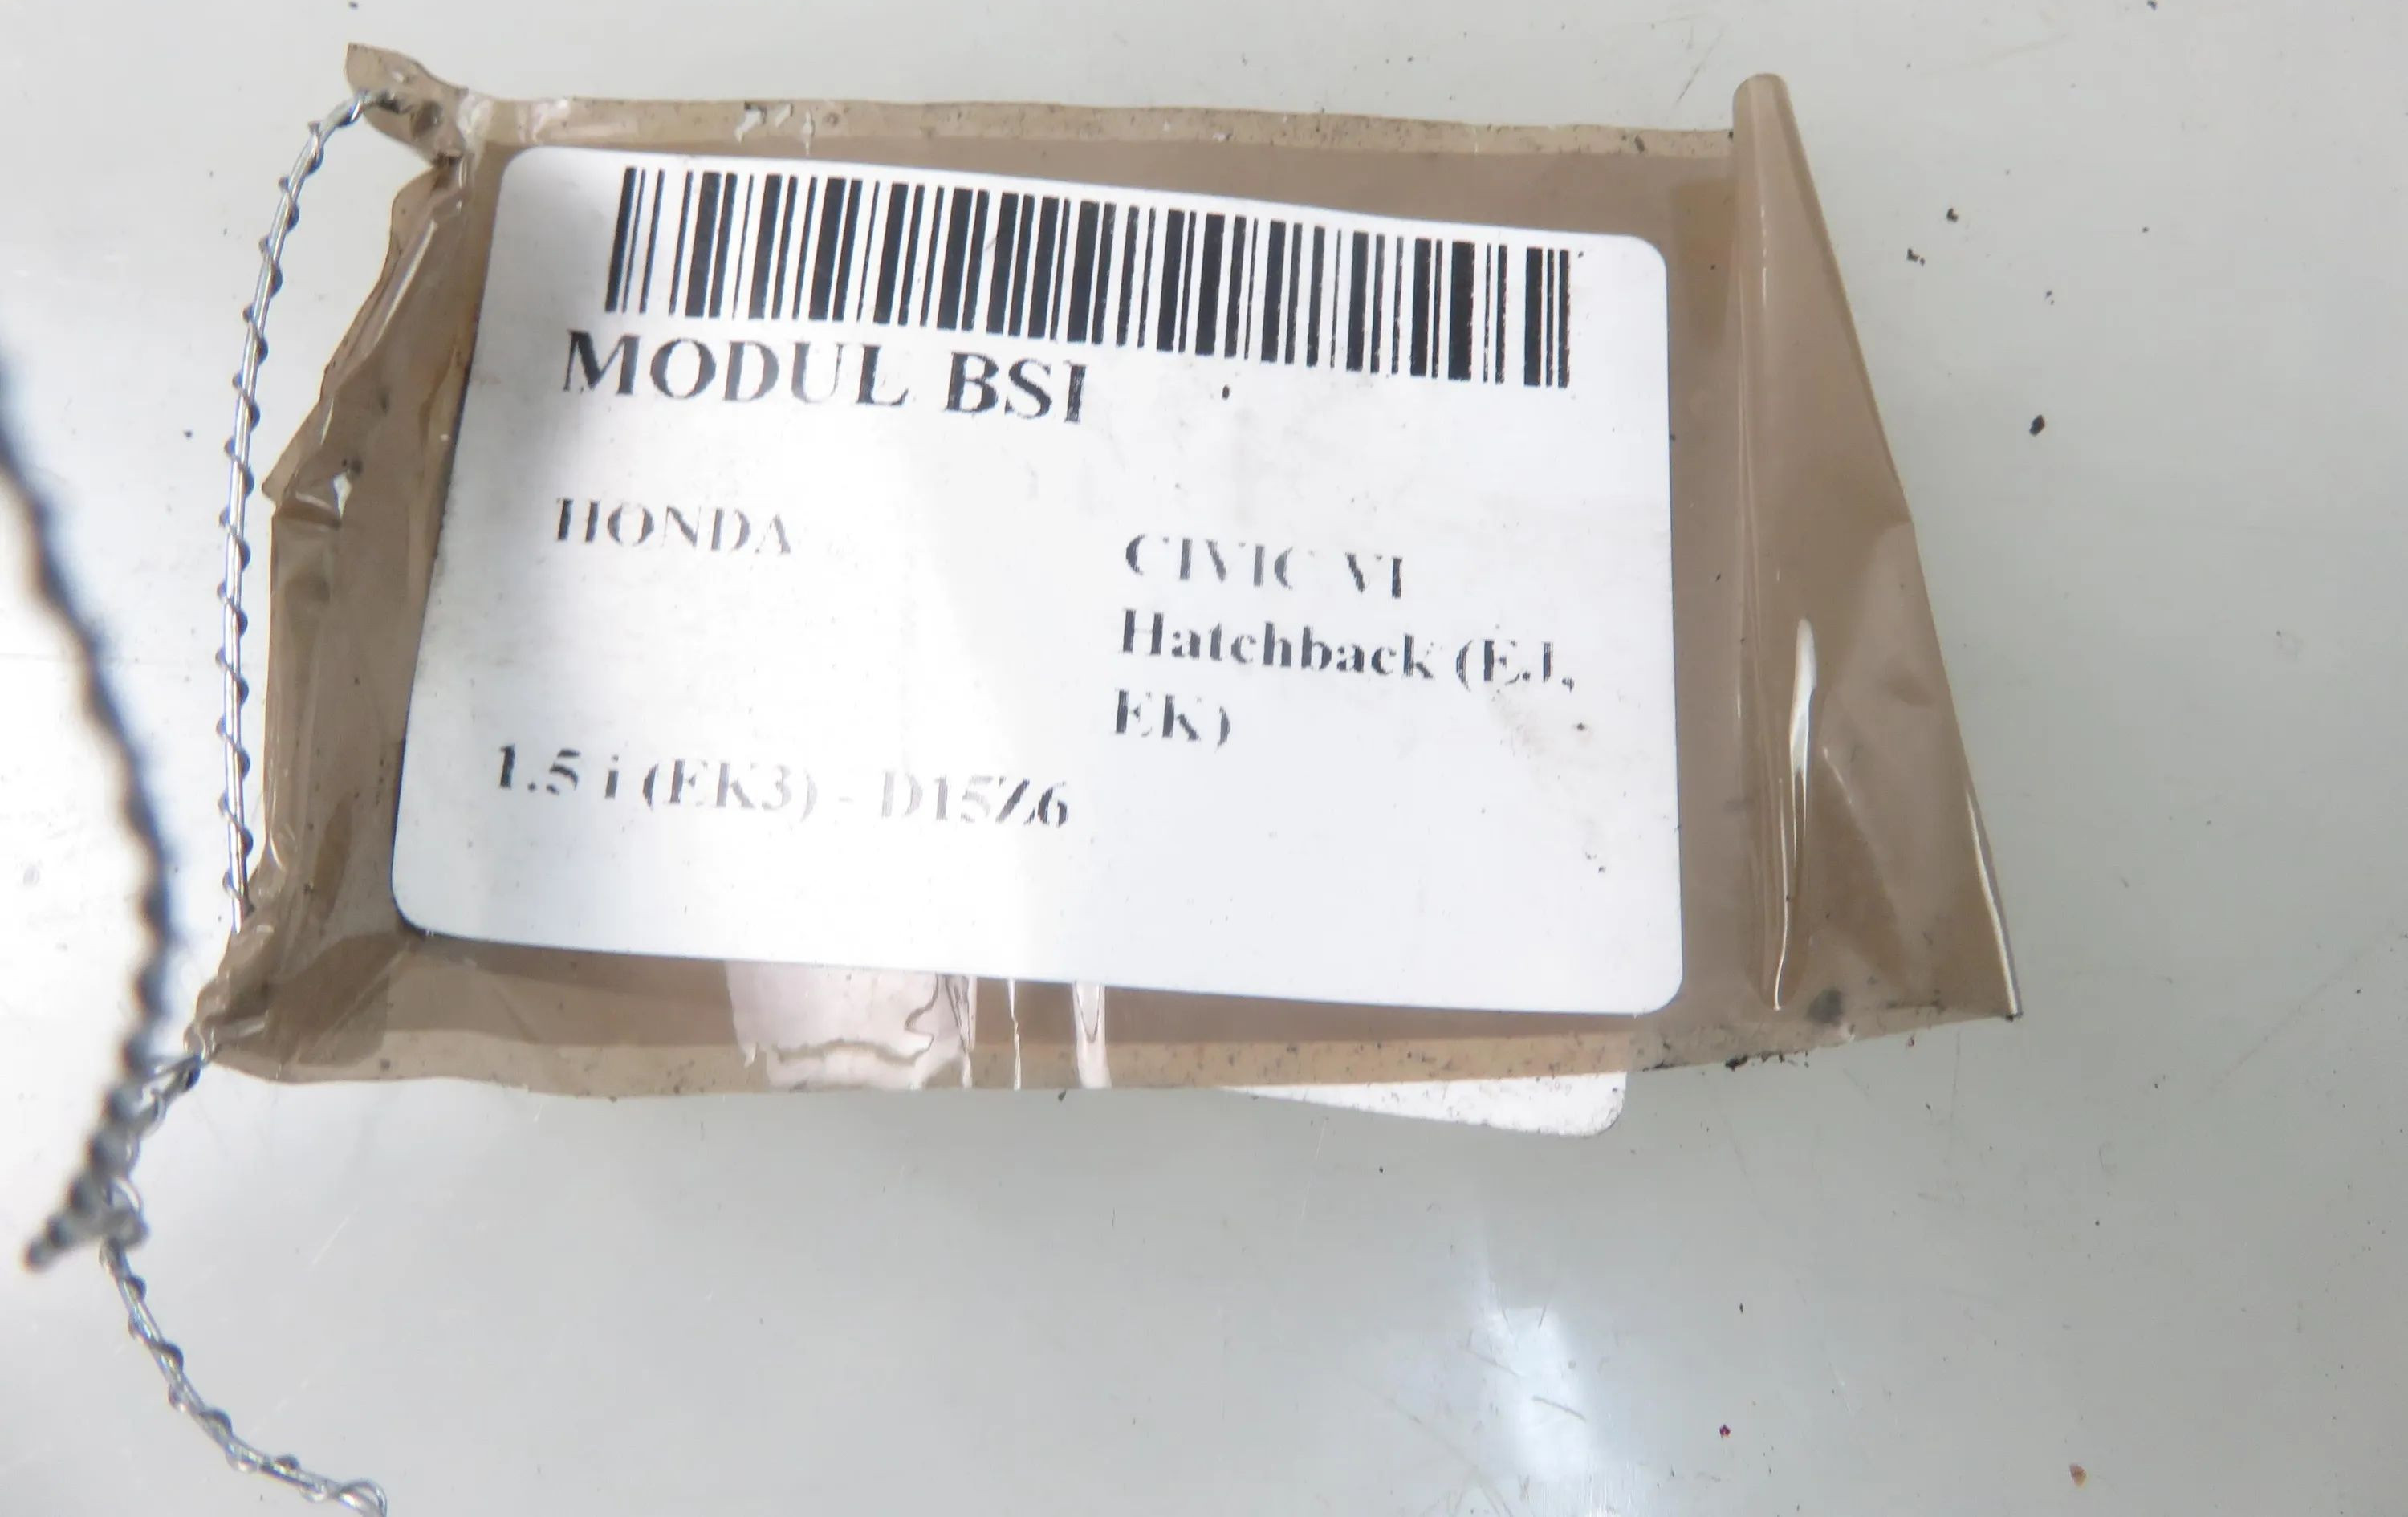 MODUL BSI
HONDA
CIVIC VI
Hatchback (EJ,
EK)
1.5 i (EK3) - D15Z6